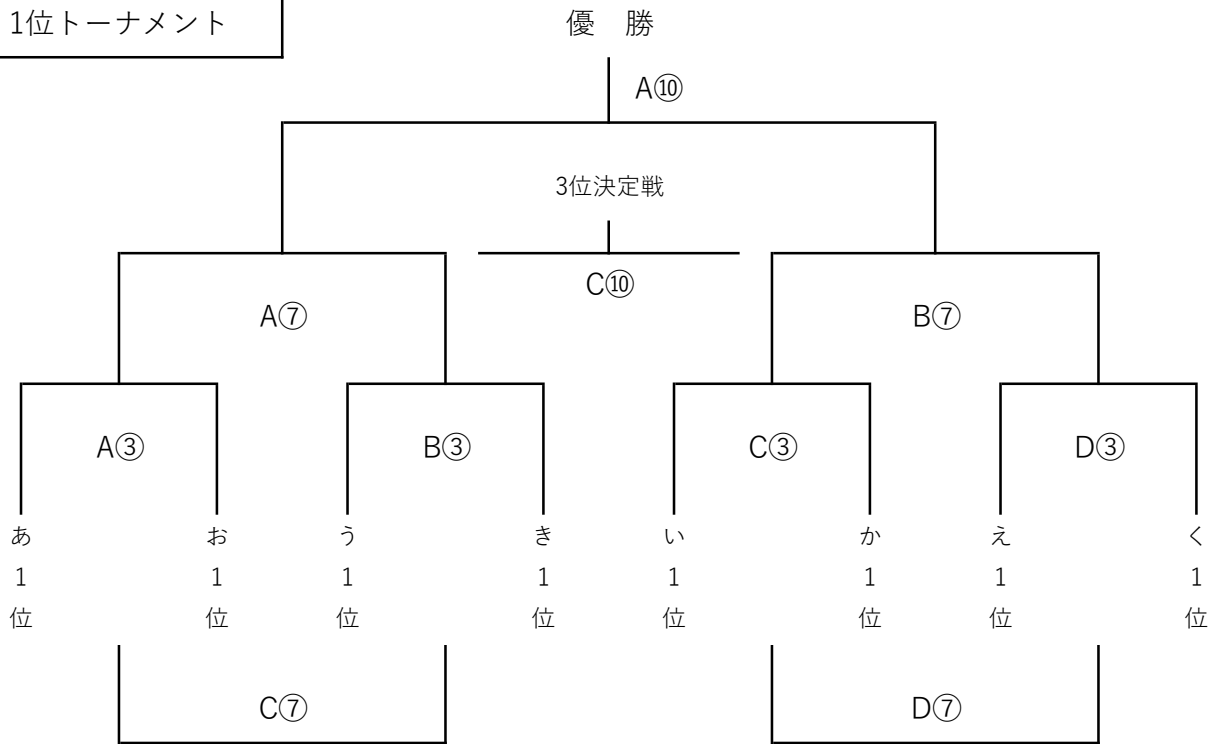 1位トーナメント
優　勝
A⑩
3位決定戦
C⑩
A⑦
B⑦
A③
B③
C③
D③
あ1位
お1位
う1位
き1位
い1位
か1位
え1位
く1位
C⑦
D⑦